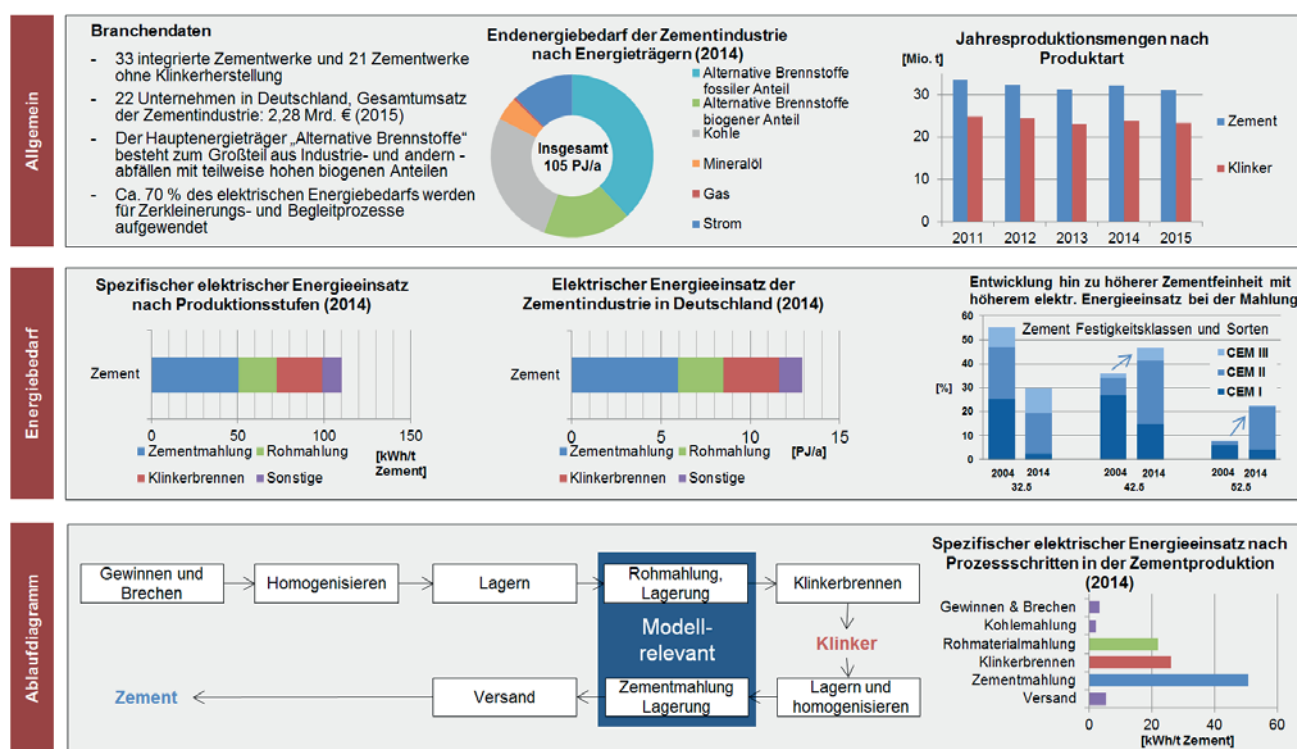 Allgemein
Branchendaten
- 33 integrierte Zementwerke und 21 Zementwerke
ohne Klinkerherstellung
- 22 Unternehmen in Deutschland, Gesamtumsatz
der Zementindustrie: 2,28 Mrd. € (2015)
- Der Hauptenergieträger „Alternative Brennstoffe“
besteht zum Großteil aus Industrie- und andern -
abfällen mit teilweise hohen biogenen Anteilen
- Ca. 70 % des elektrischen Energiebedarfs werden
für Zerkleinerungs- und Begleitprozesse
aufgewendet
Endenergiebedarf der Zementindustrie
nach Energieträgern (2014)
Insgesamt
105 PJ/a
Alternative Brennstoffe
fossiler Anteil
Alternative Brennstoffe
biogener Anteil
Kohle
Mineralöl
Gas
Strom
Jahresproduktionsmengen nach
Produktart
[Mio. t]
30
20
10
0
2011 2012 2013 2014 2015
Zement
Klinker
Energiebedarf
Spezifischer elektrischer Energieeinsatz
nach Produktionsstufen (2014)
Zement
0 50 100 150
[kWh/t
Zement]
Zementmahlung Rohmahlung
Klinkerbrennen Sonstige
Elektrischer Energieeinsatz der
Zementindustrie in Deutschland (2014)
Zement
0 5 10 15
[PJ/a]
Zementmahlung Rohmahlung
Klinkerbrennen Sonstige
Entwicklung hin zu höherer Zementfeinheit mit
höherem elektr. Energieeinsatz bei der Mahlung
Zement Festigkeitsklassen und Sorten
60
50
40
30
20
10
0
[%]
CEM III
CEM II
CEM I
2004 2014 2004 2014 2004 2014
32.5 42.5 52.5
Ablaufdiagramm
Gewinnen und
Brechen
Homogenisieren
Lagern
Rohmahlung,
Lagerung
Klinkerbrennen
Modell-
relevant
Klinker
Lagern und
homogenisieren
Zementmahlung
Lagerung
Versand
Zement
Spezifischer elektrischer Energieeinsatz nach
Prozessschritten in der Zementproduktion
(2014)
Gewinnen & Brechen
Kohlemahlung
Rohmaterialmahlung
Klinkerbrennen
Zementmahlung
Versand
0 20 40 60
[kWh/t Zement]